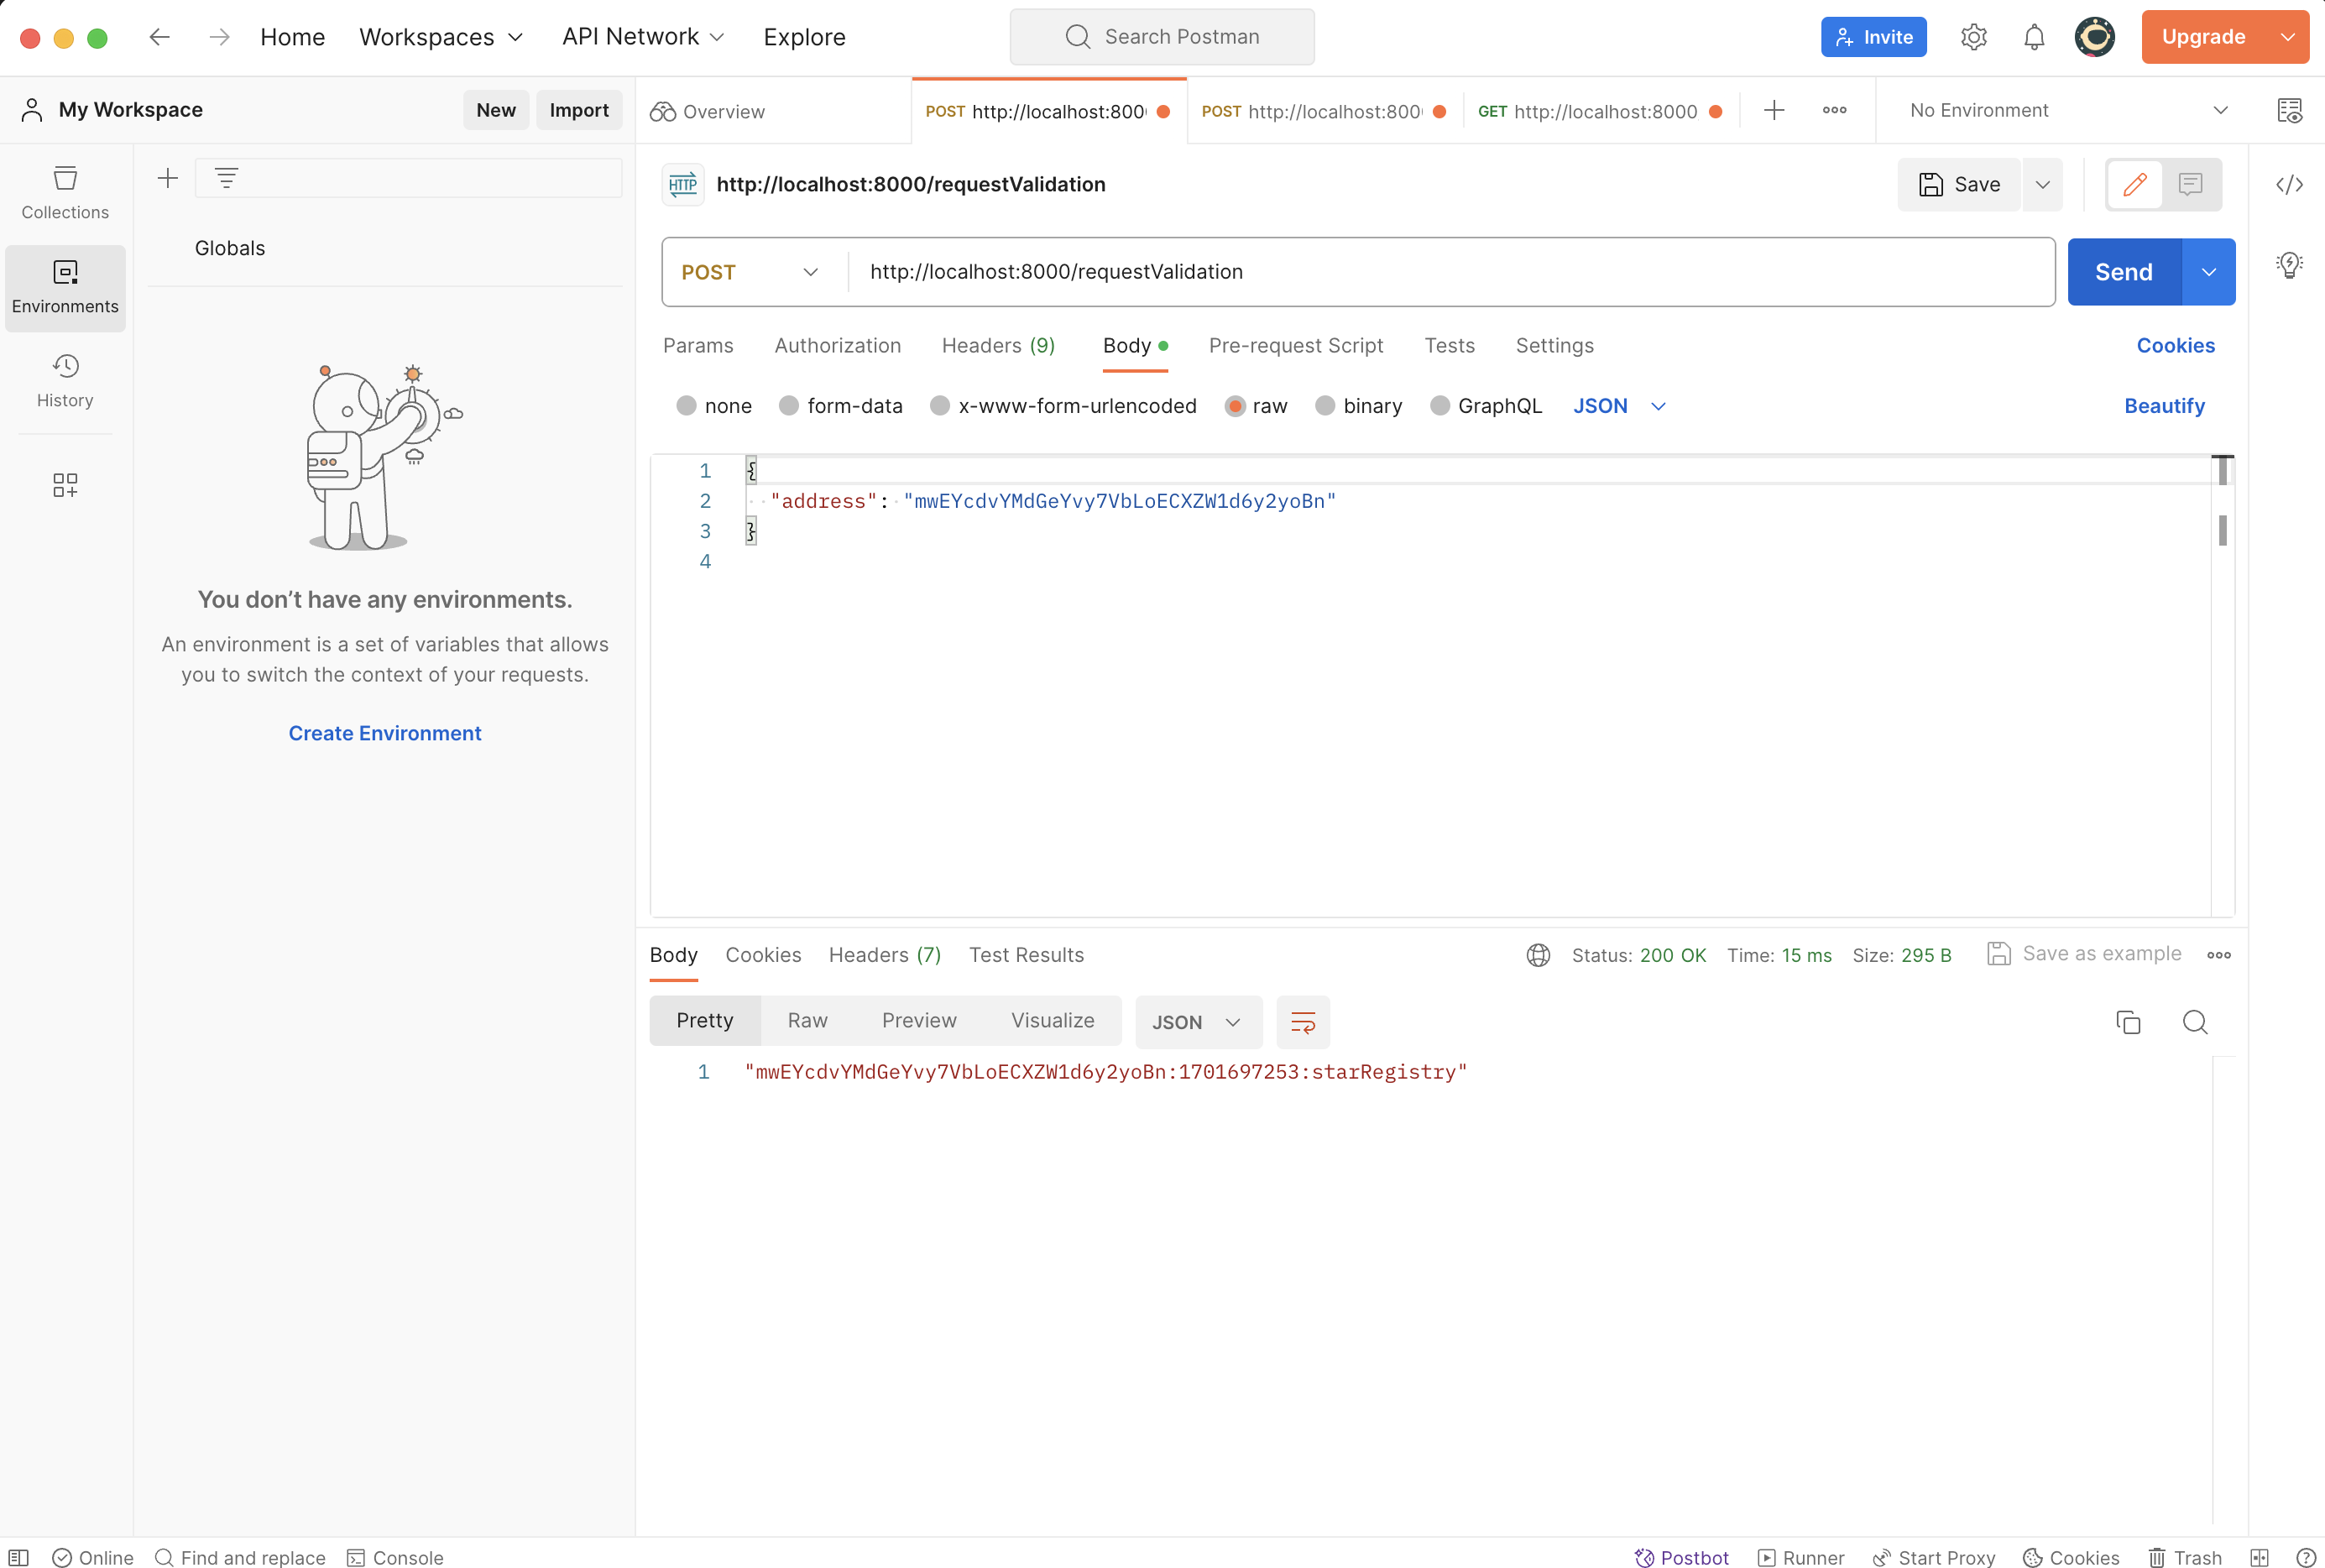 Home Workspaces API Network Explore Search Postman Invite Upgrade
My Workspace New Import Overview POST http://localhost:800 POST http://localhost:800 GET http://localhost:8000 No Environment
Collections
Environments
History
Globals
You don’t have any environments.
An environment is a set of variables that allows
you to switch the context of your requests.
Create Environment
HTTP http://localhost:8000/requestValidation Save
POST http://localhost:8000/requestValidation Send
Params Authorization Headers (9) Body Pre-request Script Tests Settings Cookies
none form-data x-www-form-urlencoded raw binary GraphQL JSON Beautify
1 {
2 "address": "mwEYcdvYMdGeYvy7VbLoECXZW1d6y2yoBn"
3 }
4
Body Cookies Headers (7) Test Results Status: 200 OK Time: 15 ms Size: 295 B Save as example
Pretty Raw Preview Visualize JSON
1 "mwEYcdvYMdGeYvy7VbLoECXZW1d6y2yoBn:1701697253:starRegistry"
Online Find and replace Console Postbot Runner Start Proxy Cookies Trash